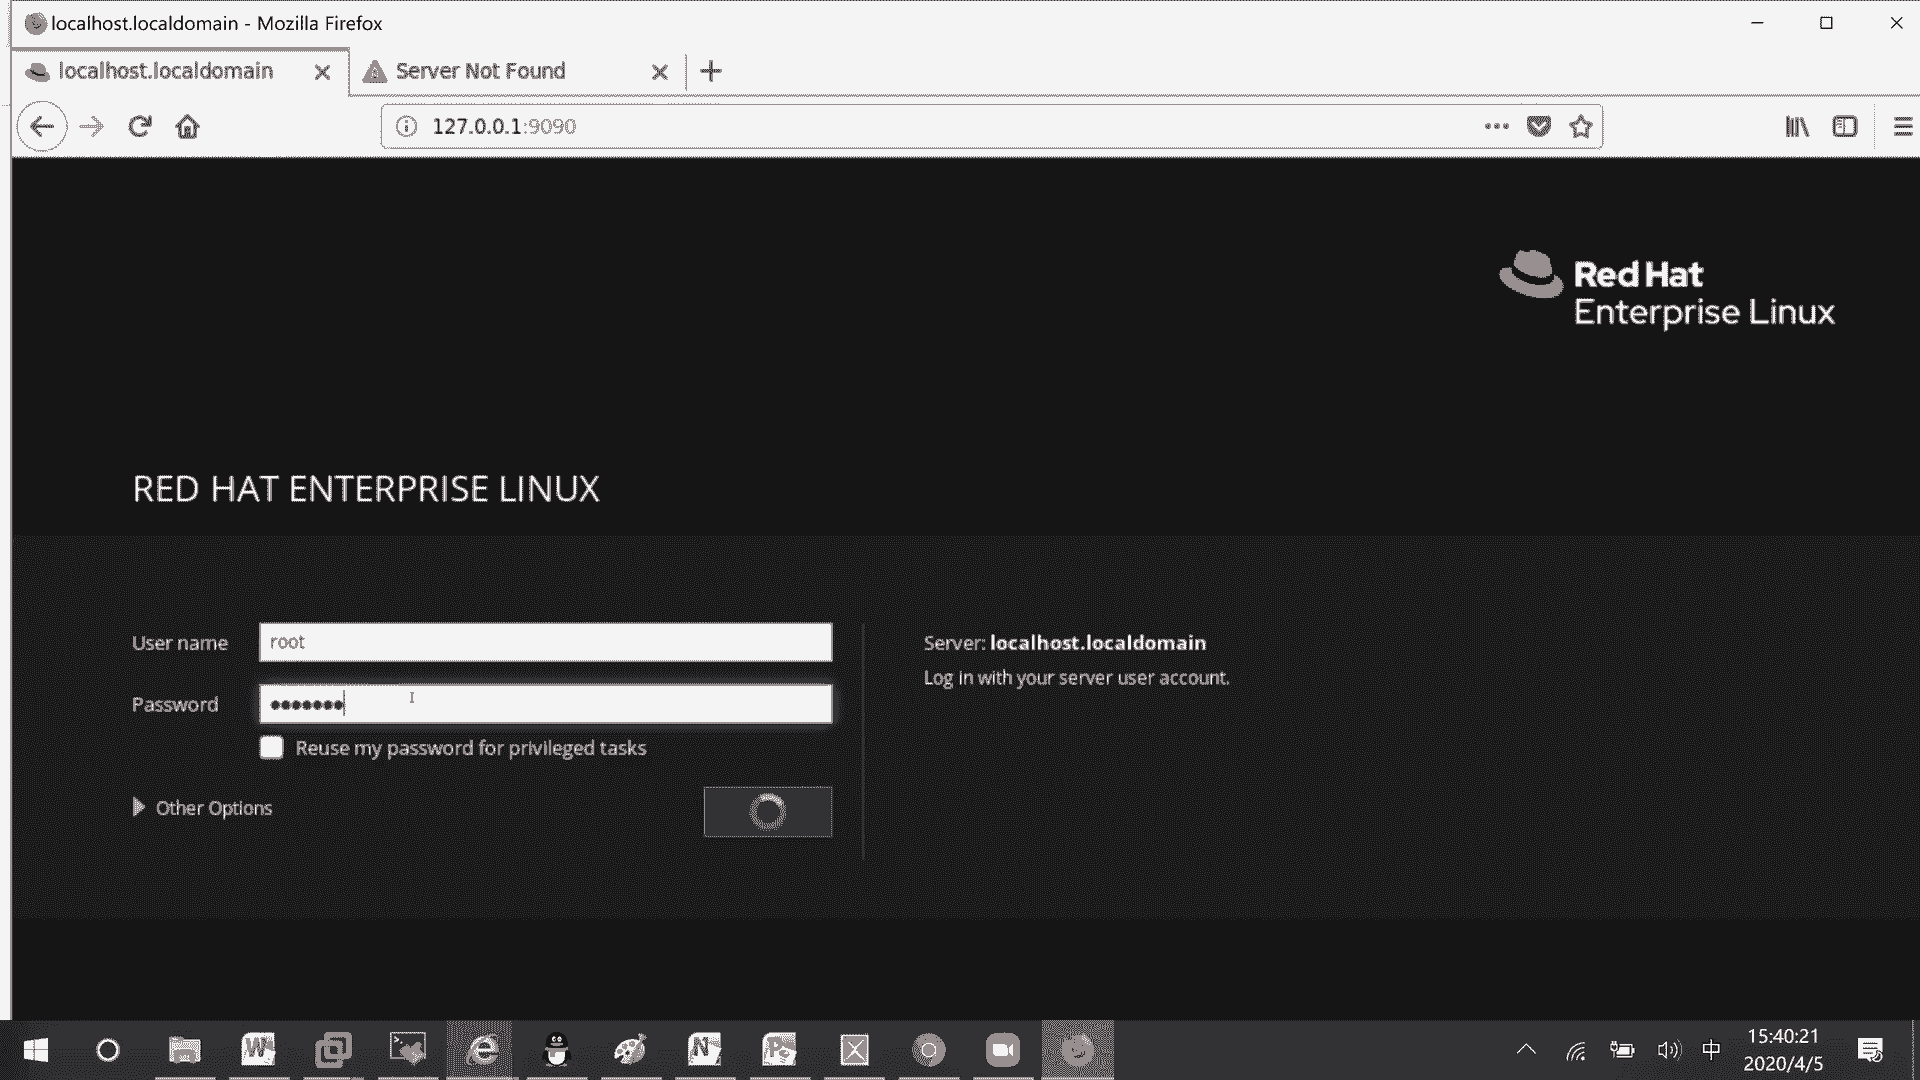 localhost.localdomain - Mozilla Firefox
localhost.localdomain
Server Not Found
127.0.0.1:9090
Red Hat
Enterprise Linux
RED HAT ENTERPRISE LINUX
User name
root
Server: localhost.localdomain
Password
Log in with your server user account.
Reuse my password for privileged tasks
Other Options
中
15:40:21
2020/4/5